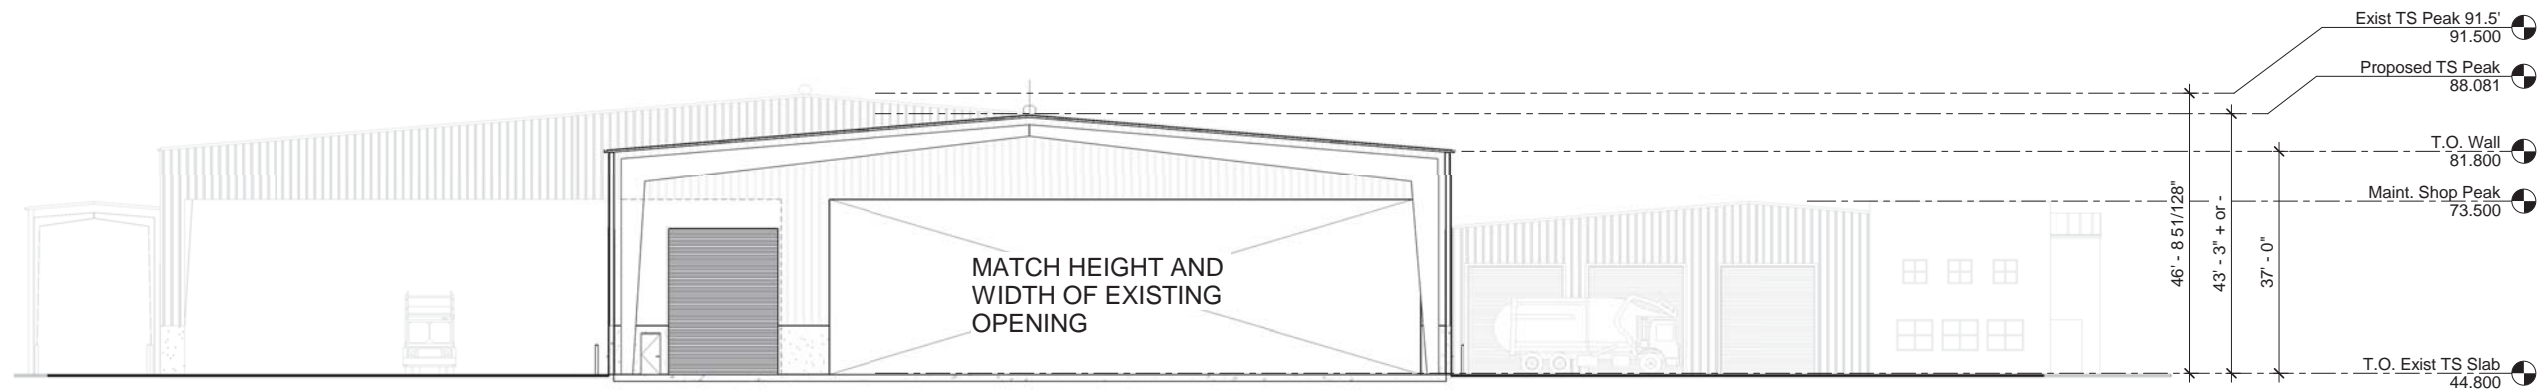 Exist TS Peak 91.5'
91.500
Proposed TS Peak
88.081
T.O. Wall
81.800
Maint. Shop Peak
73.500
46' - 8 51/128"
43' - 3" + or -
37' - 0"
MATCH HEIGHT AND
WIDTH OF EXISTING
OPENING
T.O. Exist TS Slab
44.800